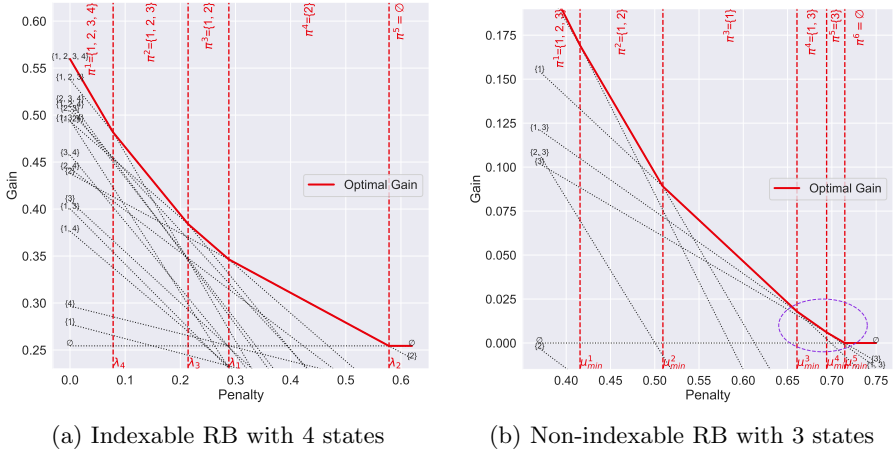 π¹={1, 2, 3, 4}
π²={1, 2, 3}
π³={1, 2}
π⁴={2}
π⁵ = ∅
0.60
0.55
0.50
0.45
0.40
0.35
0.30
0.25
Gain
{1, 2, 3, 4}
{1, 2, 3}
{2, 3, 4}
{3, 4}
{2, 4}
{2}
{3}
{1, 3}
{1, 4}
{4}
{1}
∅
∅
{2}
Optimal Gain
λ₄
λ₃
λ₁
λ₂
0.0 0.1 0.2 0.3 0.4 0.5 0.6
Penalty
(a) Indexable RB with 4 states
π¹={1, 2, 3}
π²={1, 2}
π³={1}
π⁴={1, 3}
π⁵={3}
π⁶ = ∅
0.175
0.150
0.125
0.100
0.075
0.050
0.025
0.000
Gain
{1}
{1, 3}
{2, 3}
{3}
∅
{2}
∅
{1, 3}
Optimal Gain
μ¹min
μ²min
μ³min
μ⁴min
μ⁵min
0.40 0.45 0.50 0.55 0.60 0.65 0.70 0.75
Penalty
(b) Non-indexable RB with 3 states